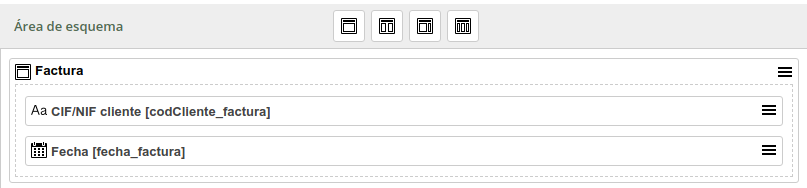 Área de esquema
Factura
Aa CIF/NIF cliente [codCliente_factura]
Fecha [fecha_factura]